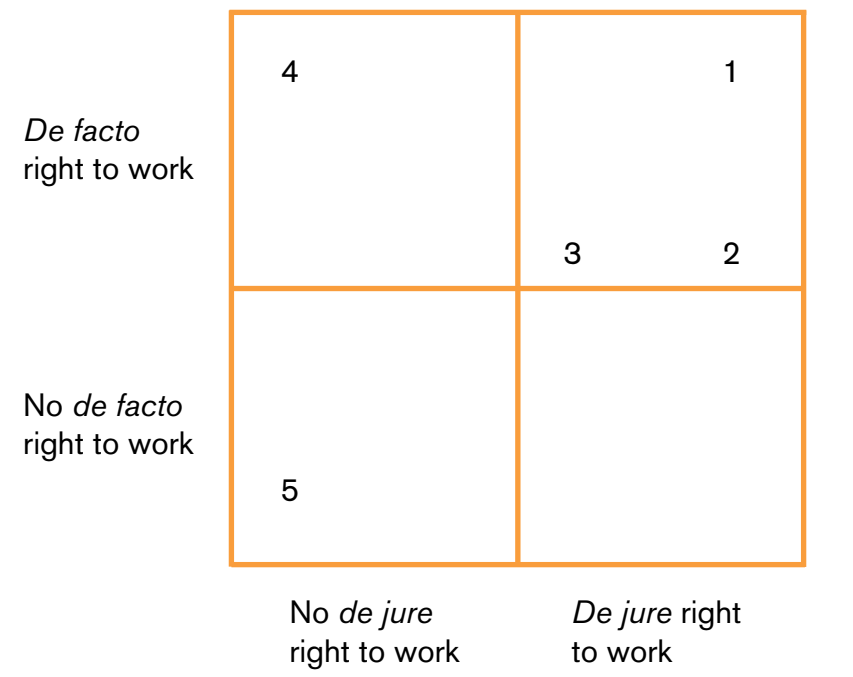 4
1
De facto
right to work
3
2
No de facto
right to work
5
No de jure
right to work
De jure right
to work